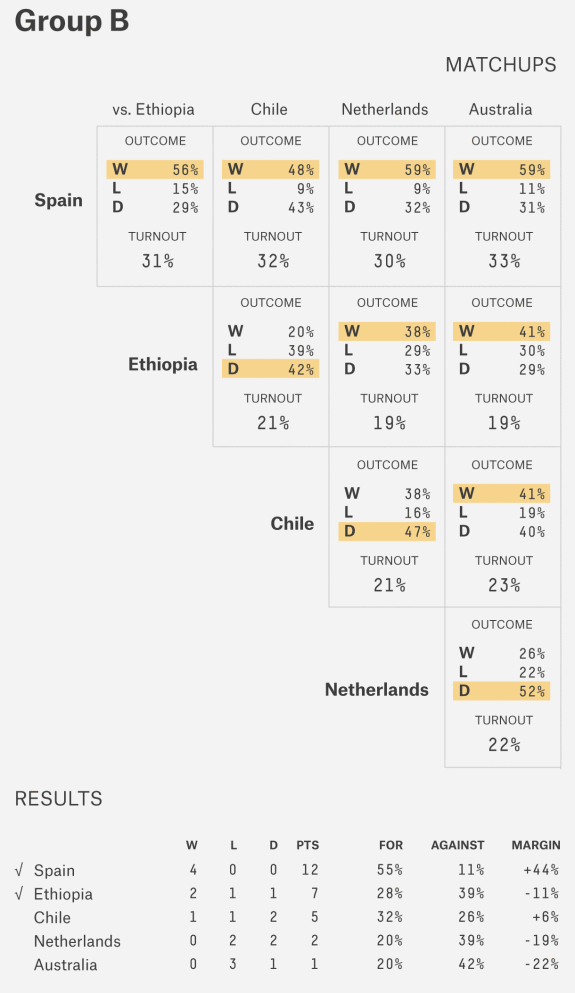 Group B
MATCHUPS
vs. Ethiopia Chile Netherlands Australia
OUTCOME OUTCOME OUTCOME OUTCOME
W 56% W 48% W 59% W 59%
Spain L 15% L 9% L 9% L 11%
D 29% D 43% D 32% D 31%
TURNOUT TURNOUT TURNOUT TURNOUT
31% 32% 30% 33%
OUTCOME OUTCOME OUTCOME
W 20% W 38% W 41%
L 39% L 29% L 30%
Ethiopia D 42% D 33% D 29%
TURNOUT TURNOUT TURNOUT
21% 19% 19%
OUTCOME OUTCOME
W 38% W 41%
L 16% L 19%
Chile D 47% D 40%
TURNOUT TURNOUT
21% 23%
OUTCOME
W 26%
L 22%
Netherlands D 52%
TURNOUT
22%
RESULTS
W L D PTS FOR AGAINST MARGIN
√ Spain 4 0 0 12 55% 11% +44%
√ Ethiopia 2 1 1 7 28% 39% -11%
Chile 1 1 2 5 32% 26% +6%
Netherlands 0 2 2 2 20% 39% -19%
Australia 0 3 1 1 20% 42% -22%